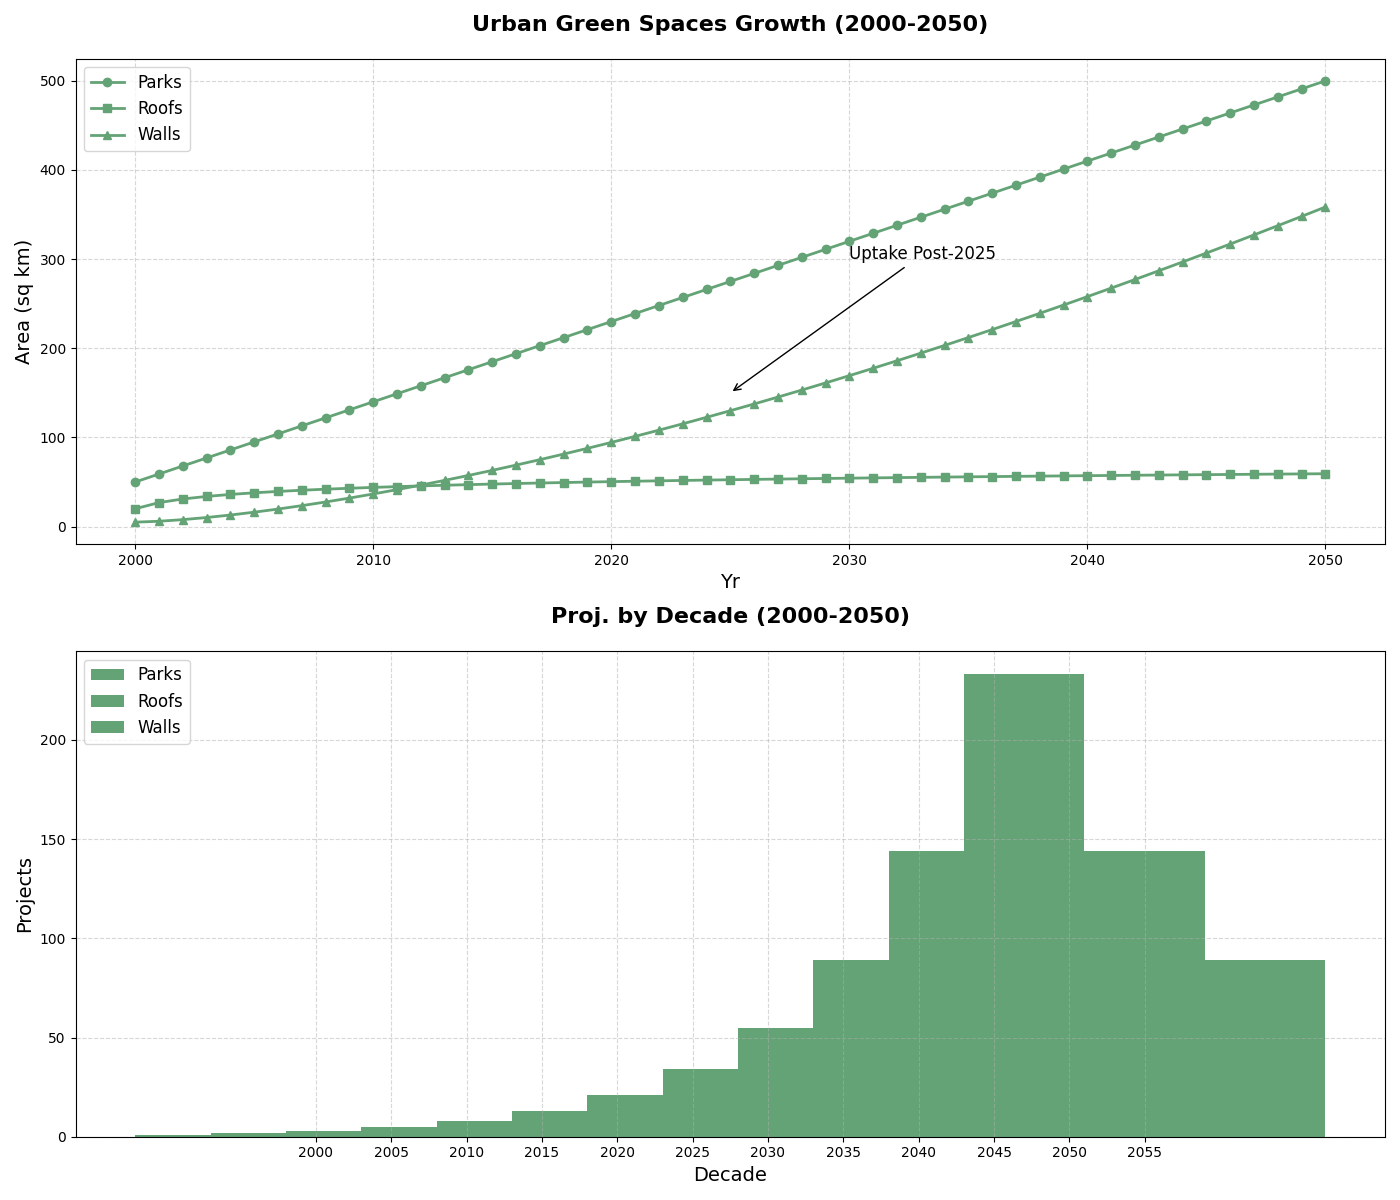 Urban Green Spaces Growth (2000-2050)
Parks
Roofs
Walls
Uptake Post-2025
Area (sq km)
500
400
300
200
100
0
2000 2010 2020 2030 2040 2050
Yr
Proj. by Decade (2000-2050)
Parks
Roofs
Walls
Projects
200
150
100
50
0
2000 2005 2010 2015 2020 2025 2030 2035 2040 2045 2050 2055
Decade